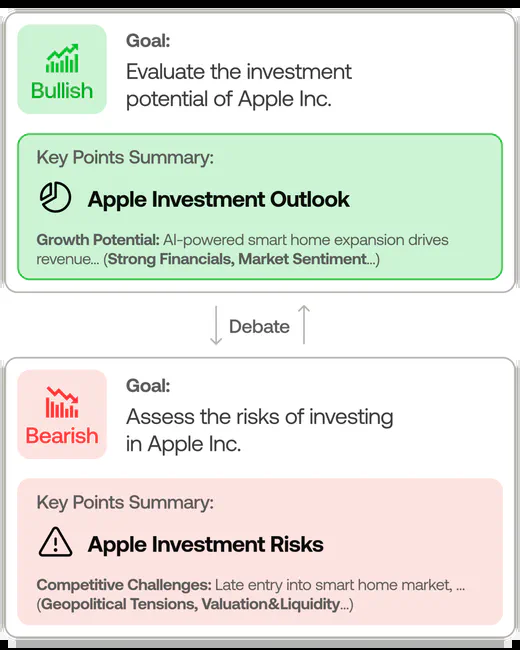 Bullish
Goal:
Evaluate the investment
potential of Apple Inc.
Key Points Summary:
Apple Investment Outlook
Growth Potential: AI-powered smart home expansion drives
revenue... (Strong Financials, Market Sentiment...)
Debate
Bearish
Goal:
Assess the risks of investing
in Apple Inc.
Key Points Summary:
Apple Investment Risks
Competitive Challenges: Late entry into smart home market, ...
(Geopolitical Tensions, Valuation&Liquidity...)